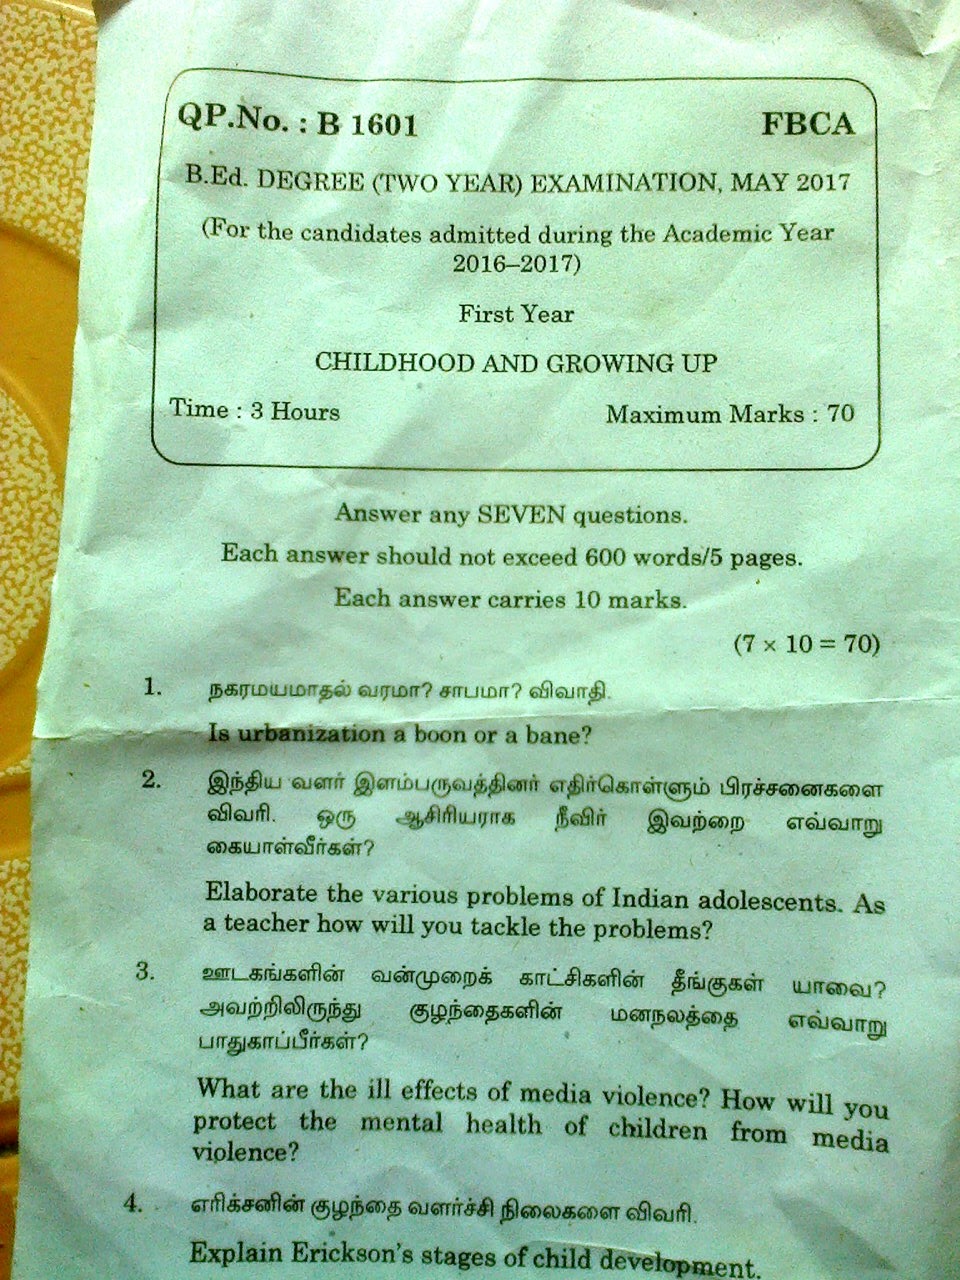 QP.No. : B 1601 FBCA
B.Ed. DEGREE (TWO YEAR) EXAMINATION, MAY 2017
(For the candidates admitted during the Academic Year
2016–2017)
First Year
CHILDHOOD AND GROWING UP
Time : 3 Hours Maximum Marks : 70
Answer any SEVEN questions.
Each answer should not exceed 600 words/5 pages.
Each answer carries 10 marks.
(7 × 10 = 70)
1. நகரமயமாதல் வரமா? சாபமா? விவாதி.
Is urbanization a boon or a bane?
2. இந்திய வளர் இளம்பருவத்தினர் எதிர்கொள்ளும் பிரச்சனைகளை
விவரி. ஒரு ஆசிரியராக நீவிர் இவற்றை எவ்வாறு
கையாள்வீர்கள்?
Elaborate the various problems of Indian adolescents. As
a teacher how will you tackle the problems?
3. ஊடகங்களின் வன்முறைக் காட்சிகளின் தீங்குகள் யாவை?
அவற்றிலிருந்து குழந்தைகளின் மனநலத்தை எவ்வாறு
பாதுகாப்பீர்கள்?
What are the ill effects of media violence? How will you
protect the mental health of children from media
violence?
4. எரிக்சனின் குழந்தை வளர்ச்சி நிலைகளை விவரி.
Explain Erickson's stages of child development.